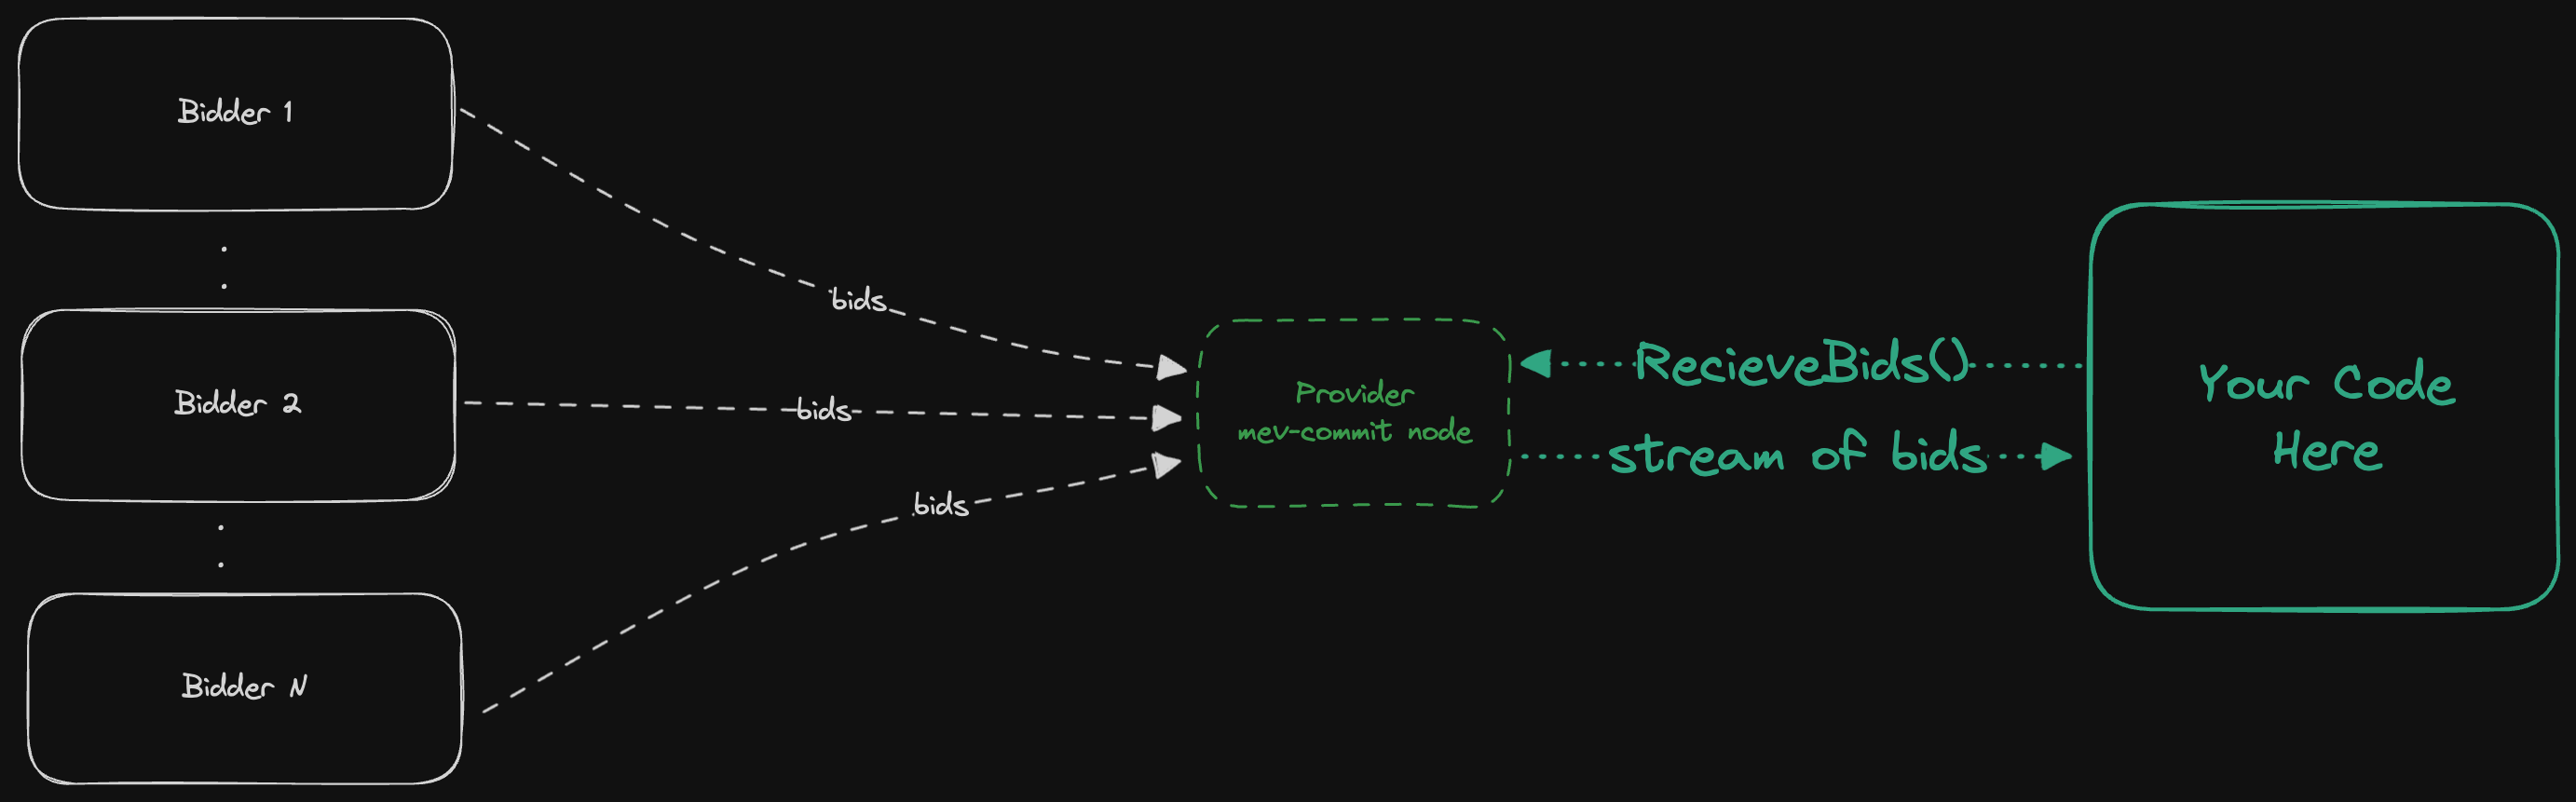 Bidder 1
bids
Bidder 2
bids
bids
Bidder N
Provider
mev-commit node
RecieveBids()
stream of bids
Your Code
Here